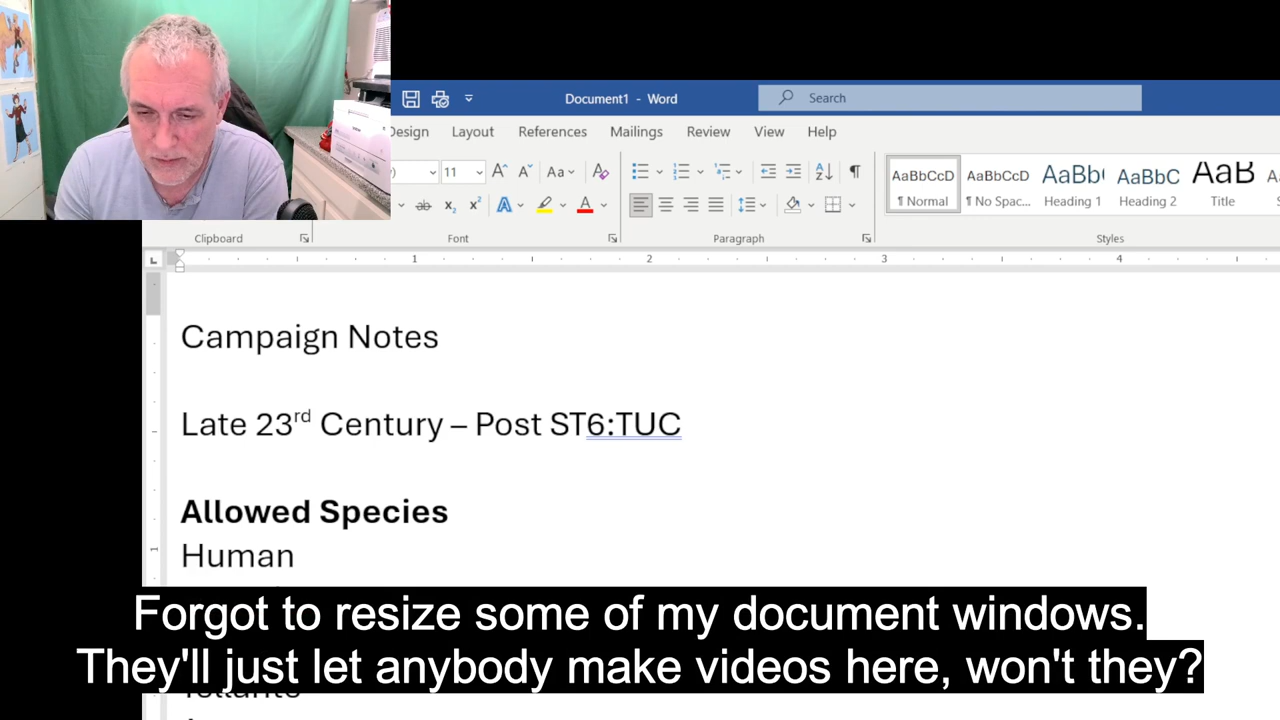 Document1 - Word
Search
Design Layout References Mailings Review View Help
11
Aa
AaBbCcD AaBbCcD AaBbC AaBbC AaB
¶ Normal ¶ No Spac... Heading 1 Heading 2 Title
Clipboard Font Paragraph Styles
1 2 3 4
Campaign Notes
Late 23rd Century – Post ST6:TUC
Allowed Species
1
Human
Forgot to resize some of my document windows.
They'll just let anybody make videos here, won't they?